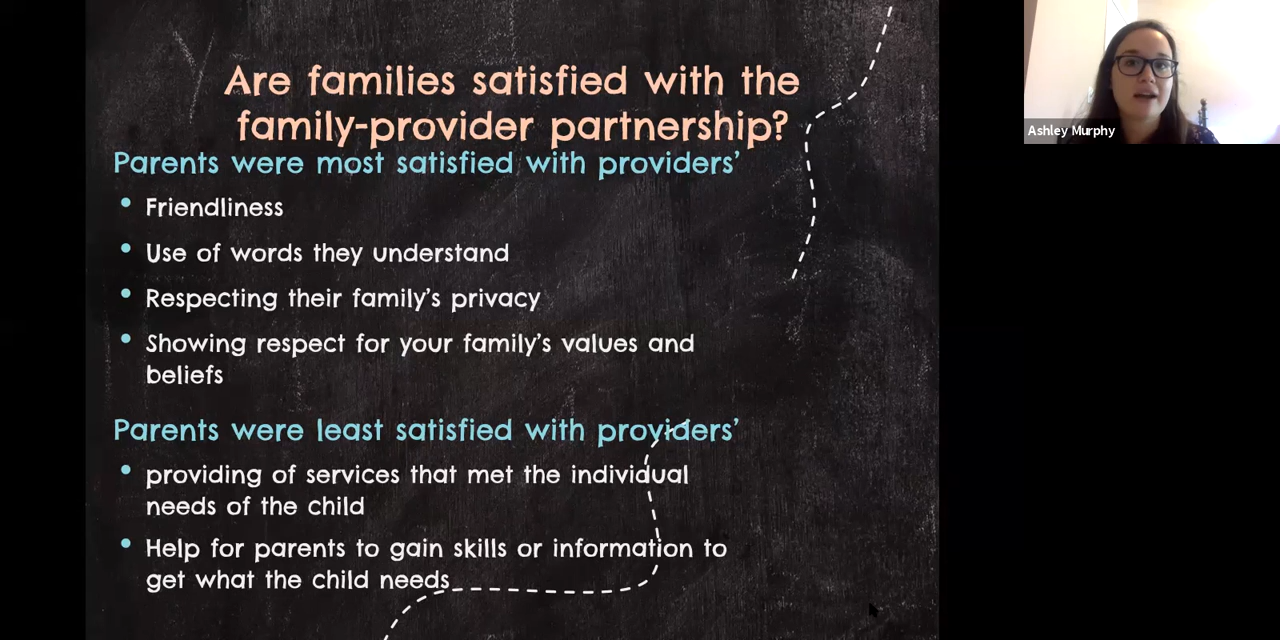 Are families satisfied with the
family-provider partnership?
Parents were most satisfied with providers’
Friendliness
Use of words they understand
Respecting their family’s privacy
Showing respect for your family’s values and
beliefs
Parents were least satisfied with providers’
providing of services that met the individual
needs of the child
Help for parents to gain skills or information to
get what the child needs
Ashley Murphy